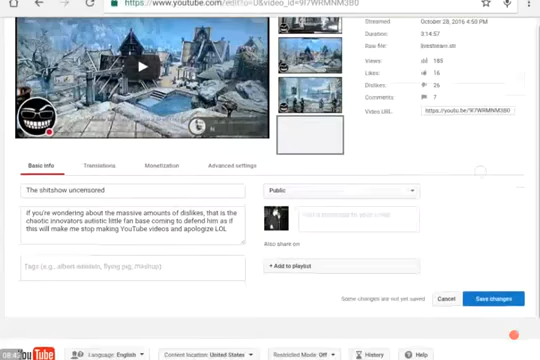 https://www.youtube.com/edit?o=U&video_id=9I7WRMNM3B0
Streamed
October 28, 2016 4:50 PM
Duration:
3:14:57
Raw file:
livestream.sh
Views:
185
Likes:
16
Dislikes:
26
Comments:
7
Video URL:
https://youtu.be/9I7WRMNM3B0
Basic info
Translations
Monetization
Advanced settings
The shitshow uncensored
Public
If you're wondering about the massive amounts of dislikes, that is the
chaotic innovators autistic little fan base coming to defend him as if
this will make me stop making YouTube videos and apologize LOL
Also share on
Tags (e.g., albert einstein, flying pig, mashup)
+ Add to playlist
Some changes are not yet saved
Cancel
Save changes
YouTube
Language: English
Content location: United States
Restricted Mode: Off
History
Help